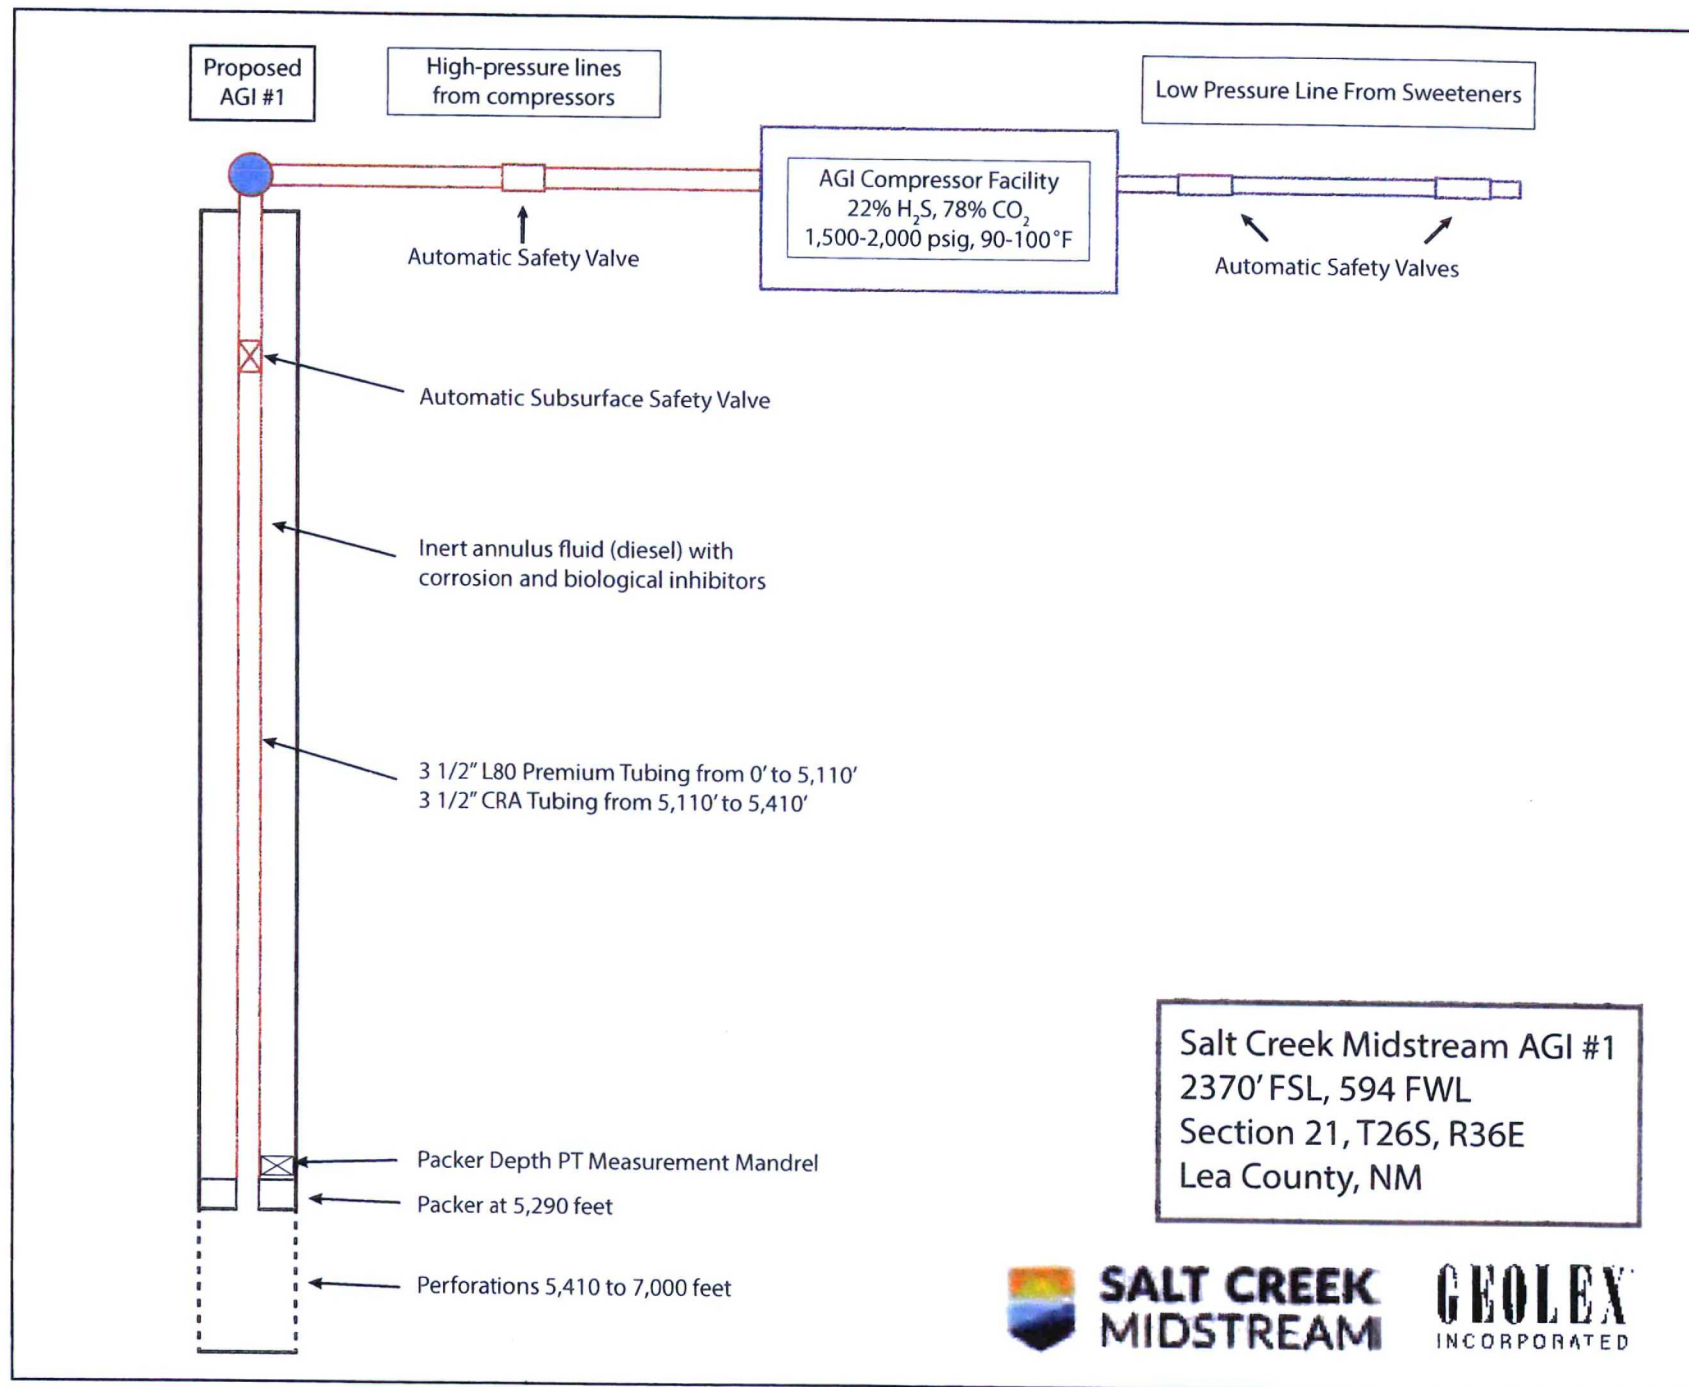 Proposed
AGI #1
High-pressure lines
from compressors
Low Pressure Line From Sweeteners
AGI Compressor Facility
22% H₂S, 78% CO₂
1,500-2,000 psig, 90-100°F
Automatic Safety Valve
Automatic Safety Valves
Automatic Subsurface Safety Valve
Inert annulus fluid (diesel) with
corrosion and biological inhibitors
3 1/2" L80 Premium Tubing from 0' to 5,110'
3 1/2" CRA Tubing from 5,110' to 5,410'
Packer Depth PT Measurement Mandrel
Packer at 5,290 feet
Perforations 5,410 to 7,000 feet
Salt Creek Midstream AGI #1
2370' FSL, 594 FWL
Section 21, T26S, R36E
Lea County, NM
SALT CREEK
MIDSTREAM
GEOLEX
INCORPORATED